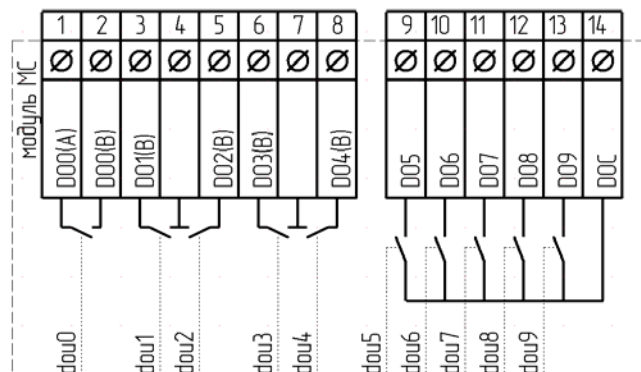 1 2 3 4 5 6 7 8 9 10 11 12 13 14
модуль МС
DO0(A) DO0(B) DO1(B) DO2(B) DO3(B) DO4(B) DO5 DO6 DO7 DO8 DO9 DOC
dou0 dou1 dou2 dou3 dou4 dou5 dou6 dou7 dou8 dou9